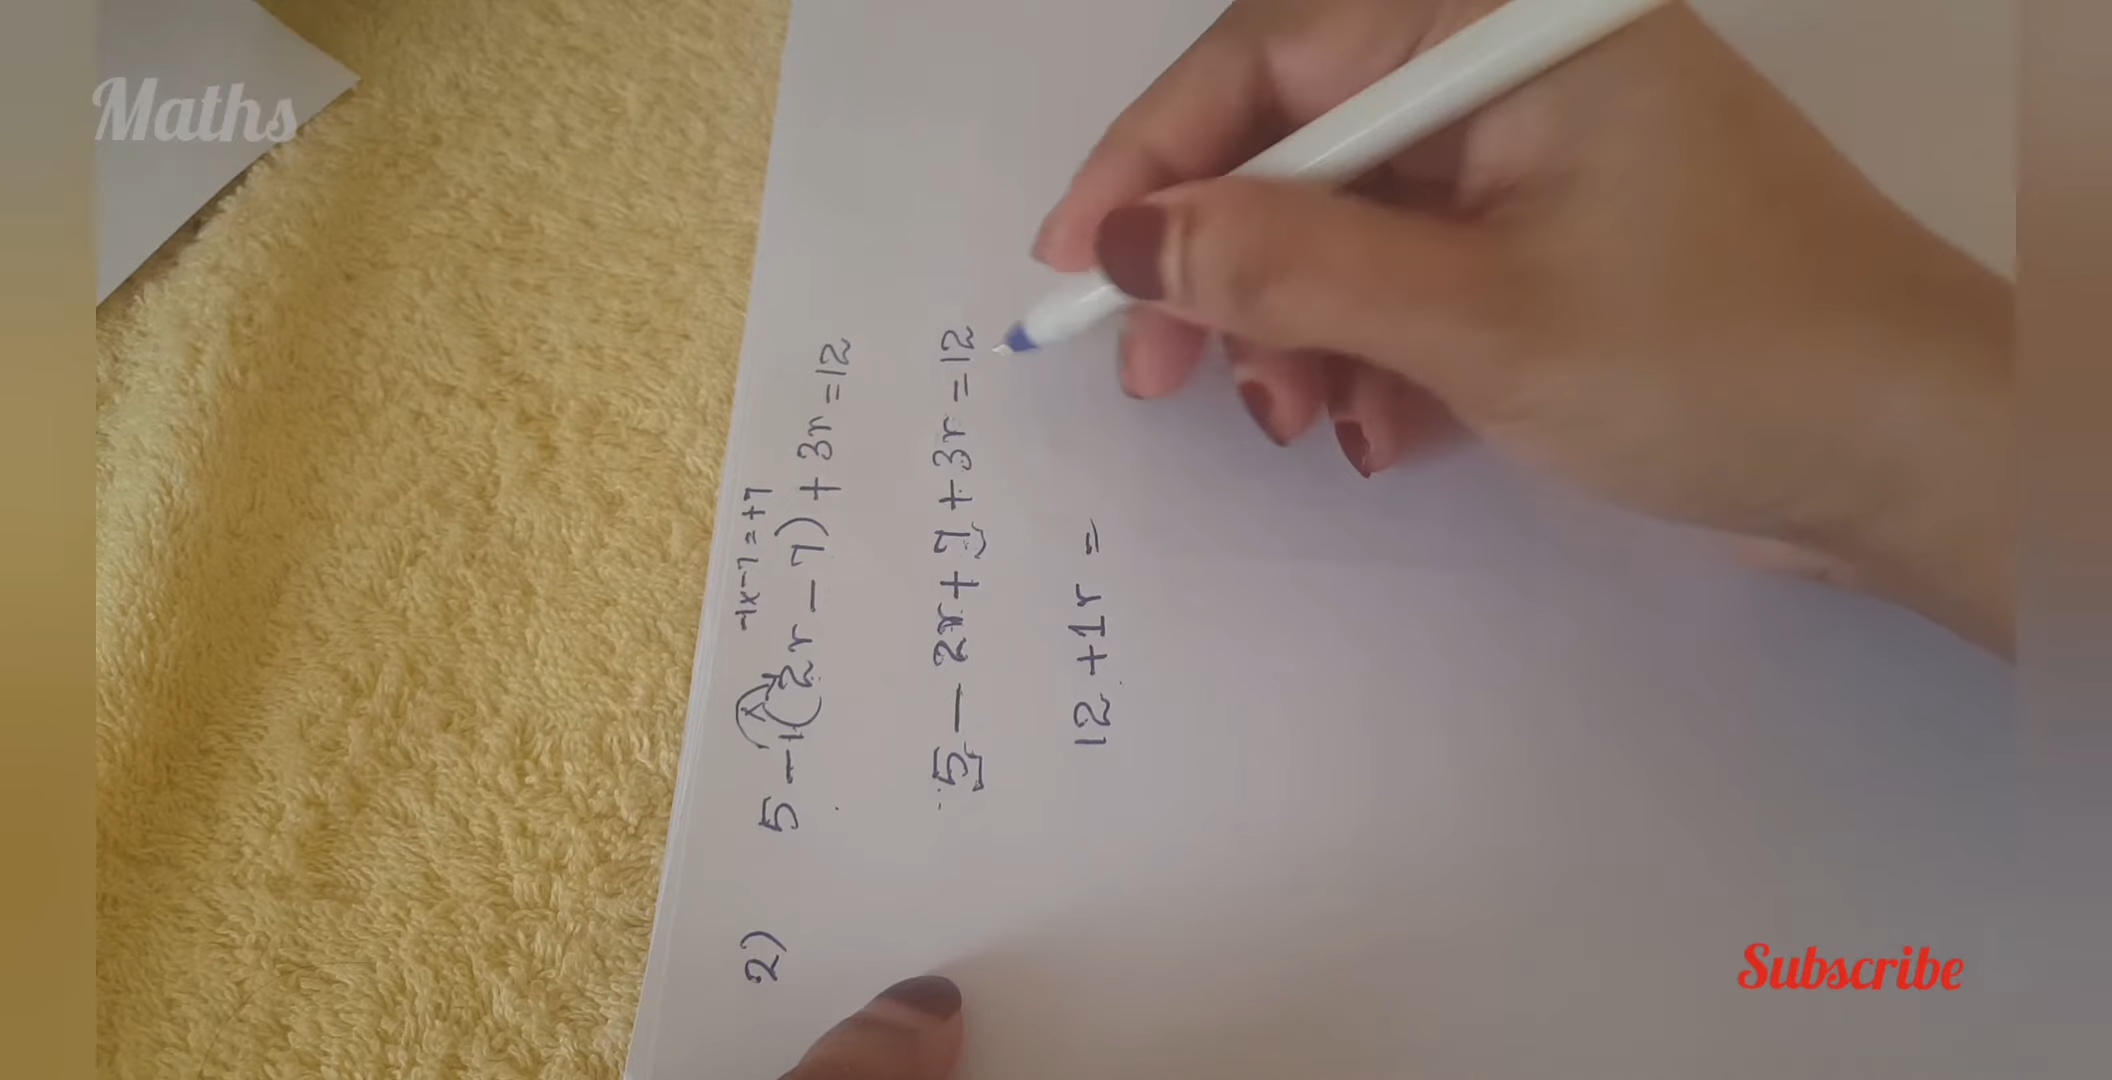 Maths
-1x-7=+7
2) 5-1(2r-7)+3r=12
5-2r+7+3r=12
12+1r=
Subscribe